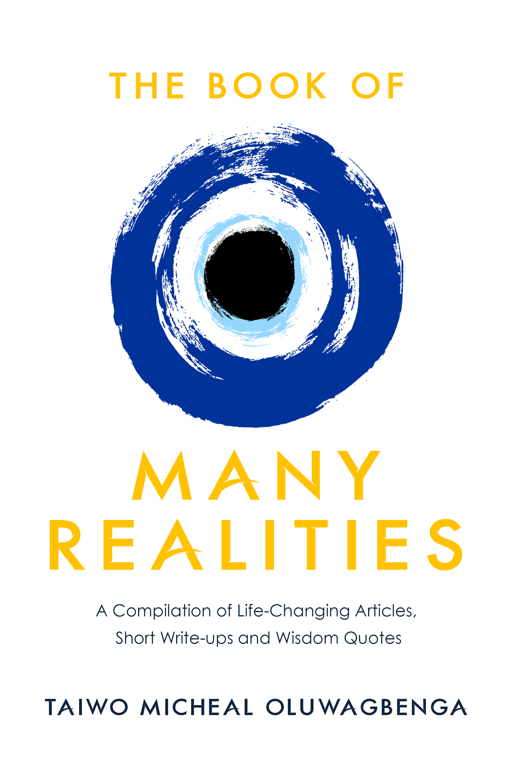 THE BOOK OF
MANY
REALITIES
A Compilation of Life-Changing Articles,
Short Write-ups and Wisdom Quotes
TAIWO MICHEAL OLUWAGBENGA